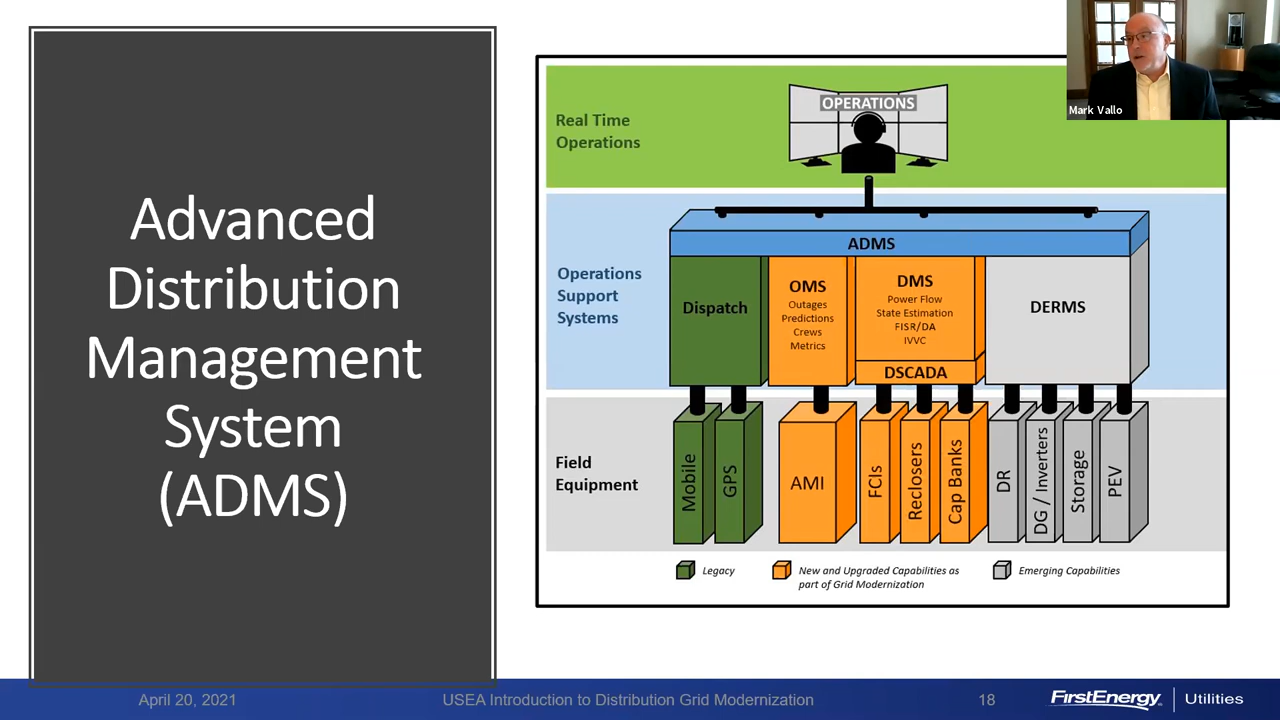 Advanced
Distribution
Management
System
(ADMS)
Real Time
Operations
OPERATIONS
Mark Vallo
Operations
Support
Systems
ADMS
Dispatch
OMS
Outages
Predictions
Crews
Metrics
DMS
Power Flow
State Estimation
FISR/DA
IVVC
DSCADA
DERMS
Field
Equipment
Mobile
GPS
AMI
FCIs
Reclosers
Cap Banks
DR
DG / Inverters
Storage
PEV
Legacy
New and Upgraded Capabilities as
part of Grid Modernization
Emerging Capabilities
April 20, 2021
USEA Introduction to Distribution Grid Modernization
18
FirstEnergy
Utilities